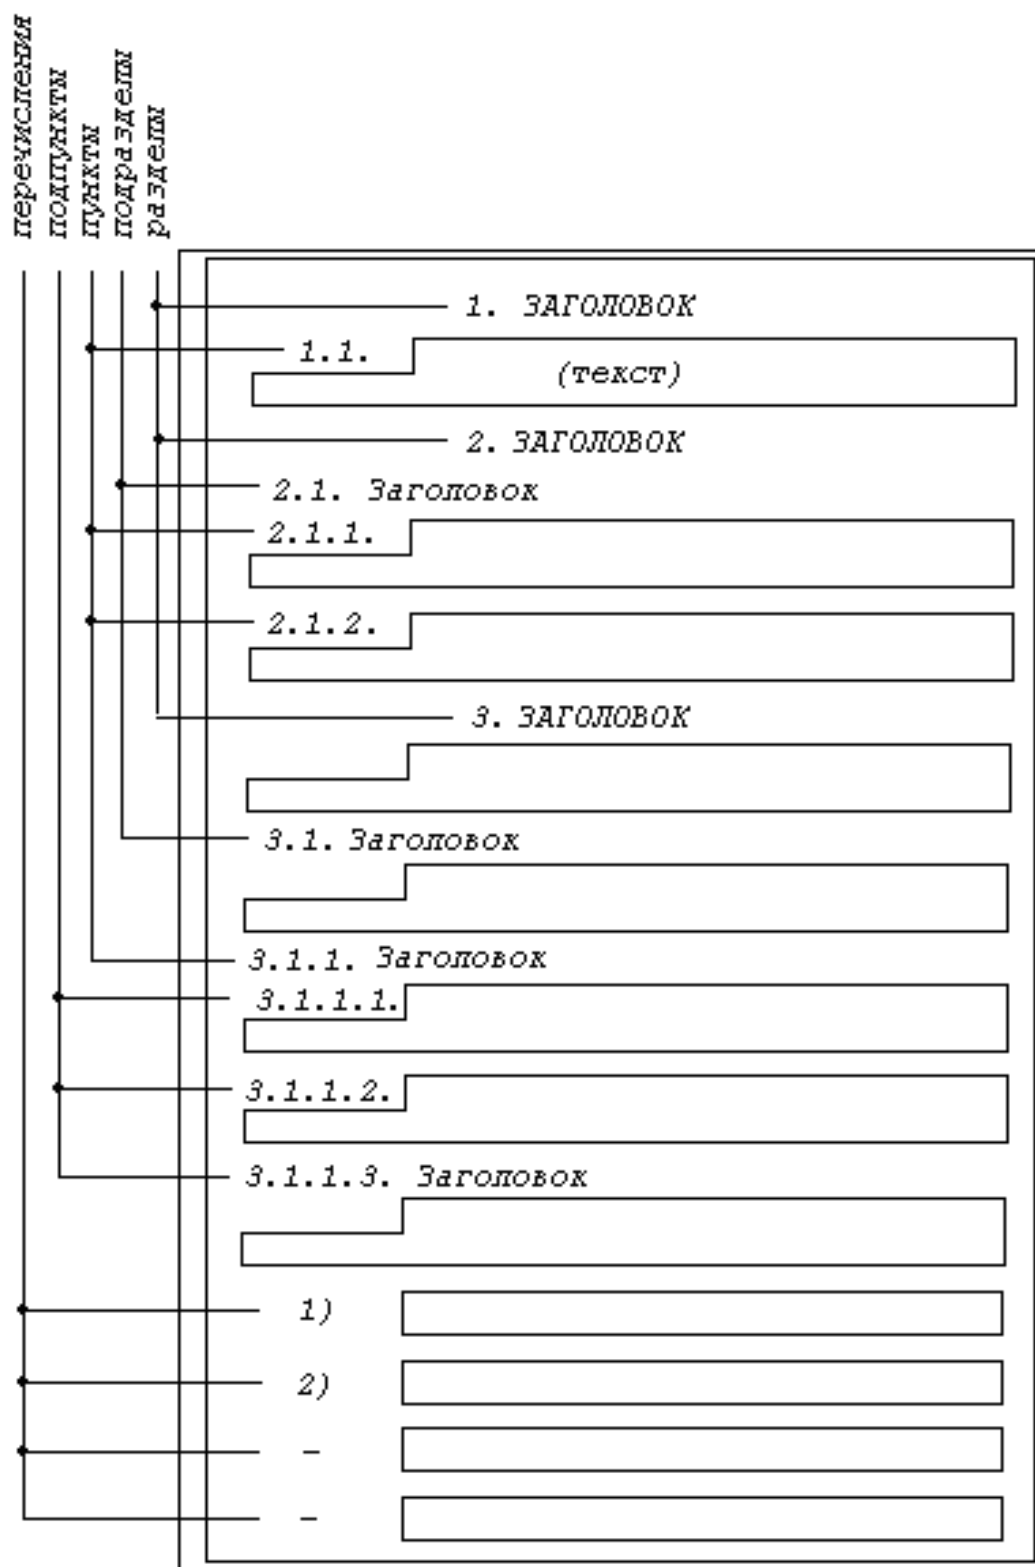 перечисления
подпункты
пункты
подразделы
разделы
1. ЗАГОЛОВОК
1.1.
(текст)
2. ЗАГОЛОВОК
2.1. Заголовок
2.1.1.
2.1.2.
3. ЗАГОЛОВОК
3.1. Заголовок
3.1.1. Заголовок
3.1.1.1.
3.1.1.2.
3.1.1.3. Заголовок
1)
2)
-
-